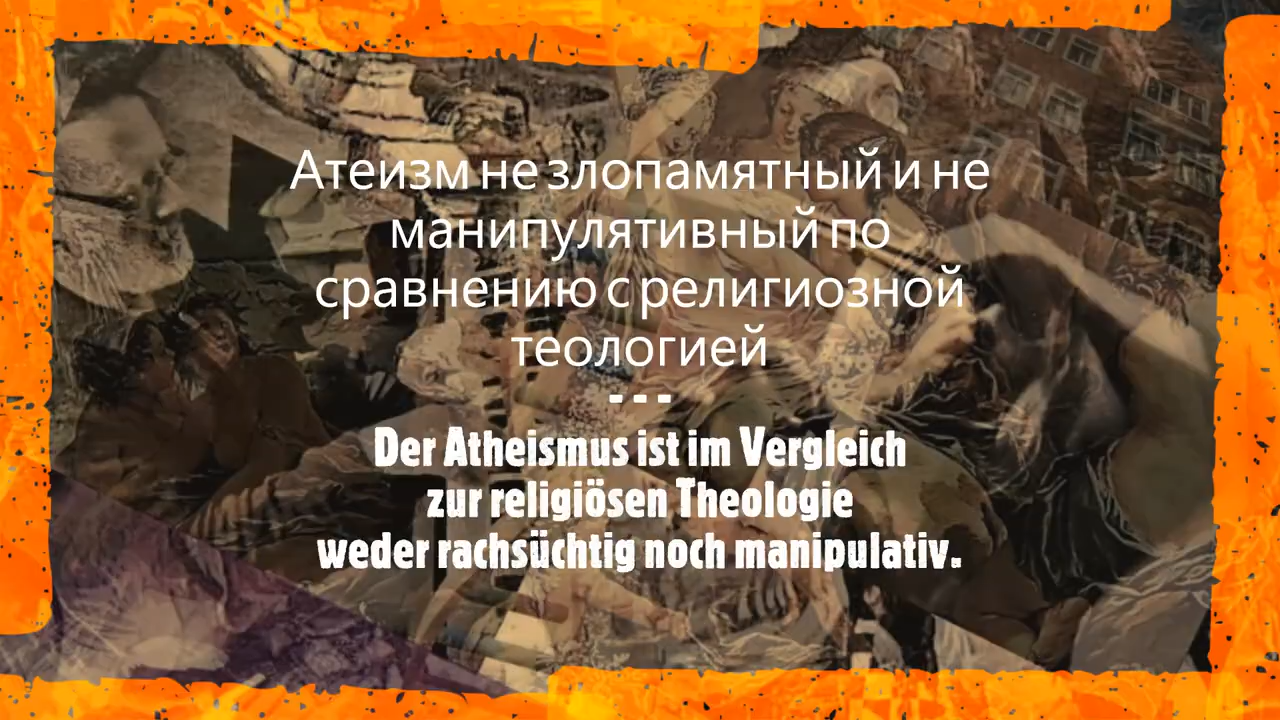 Атеизм не злопамятный и не
манипулятивный по
сравнению с религиозной
теологией
---
Der Atheismus ist im Vergleich
zur religiösen Theologie
weder rachsüchtig noch manipulativ.